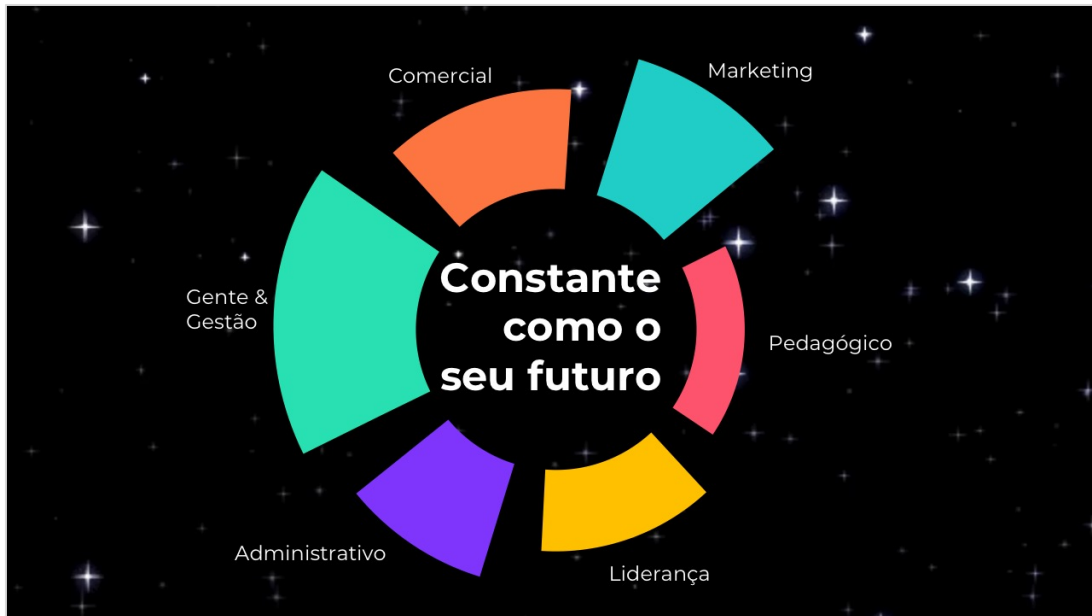 Comercial
Marketing
Gente &
Gestão
Constante
como o
seu futuro
Pedagógico
Administrativo
Liderança